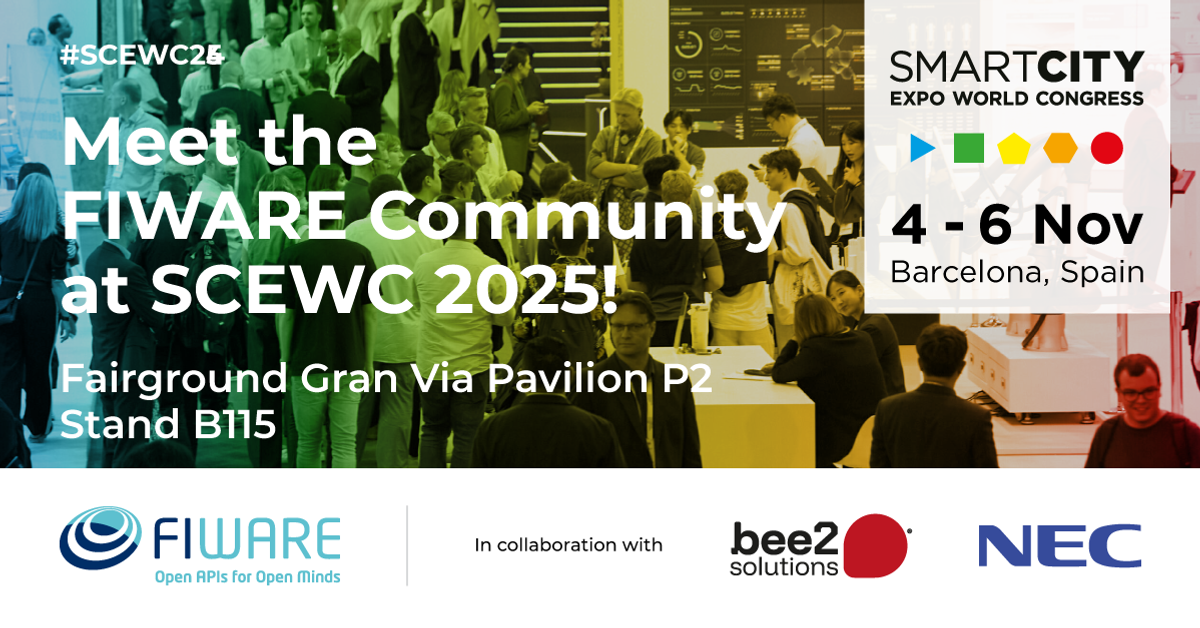 Meet the
FIWARE Community
at SCEWC 2025!
Fairground Gran Via Pavilion P2
Stand B115
SMARTCITY
EXPO WORLD CONGRESS
4 - 6 Nov
Barcelona, Spain
FIWARE
Open APIs for Open Minds
In collaboration with
bee2
solutions
NEC